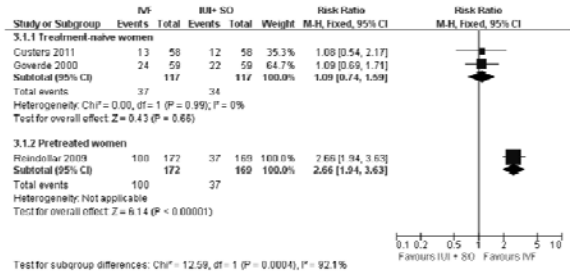 IVF IUI+ SO Risk Ratio Risk Ratio
Study or Subgroup Events Total Events Total Weight M-H, Fixed, 95% CI M-H, Fixed, 95% CI
3.1.1 Treatment-naive women
Custers 2011 13 58 12 58 35.3% 1.08 [0.54, 2.17]
Goverde 2000 24 59 22 59 64.7% 1.09 [0.69, 1.71]
Subtotal (95% CI) 117 117 100.0% 1.09 [0.74, 1.59]
Total events 37 34
Heterogeneity: Chi² = 0.00, df = 1 (P = 0.99); I² = 0%
Test for overall effect: Z = 0.43 (P = 0.66)
3.1.2 Pretreated women
Reindollar 2009 100 172 37 169 100.0% 2.66 [1.94, 3.63]
Subtotal (95% CI) 172 169 100.0% 2.66 [1.94, 3.63]
Total events 100 37
Heterogeneity: Not applicable
Test for overall effect: Z = 6.14 (P < 0.00001)
0.1 0.2 0.5 1 2 5 10
Favours IUI + SO Favours IVF
Test for subgroup differences: Chi² = 12.59, df = 1 (P = 0.0004), I² = 92.1%